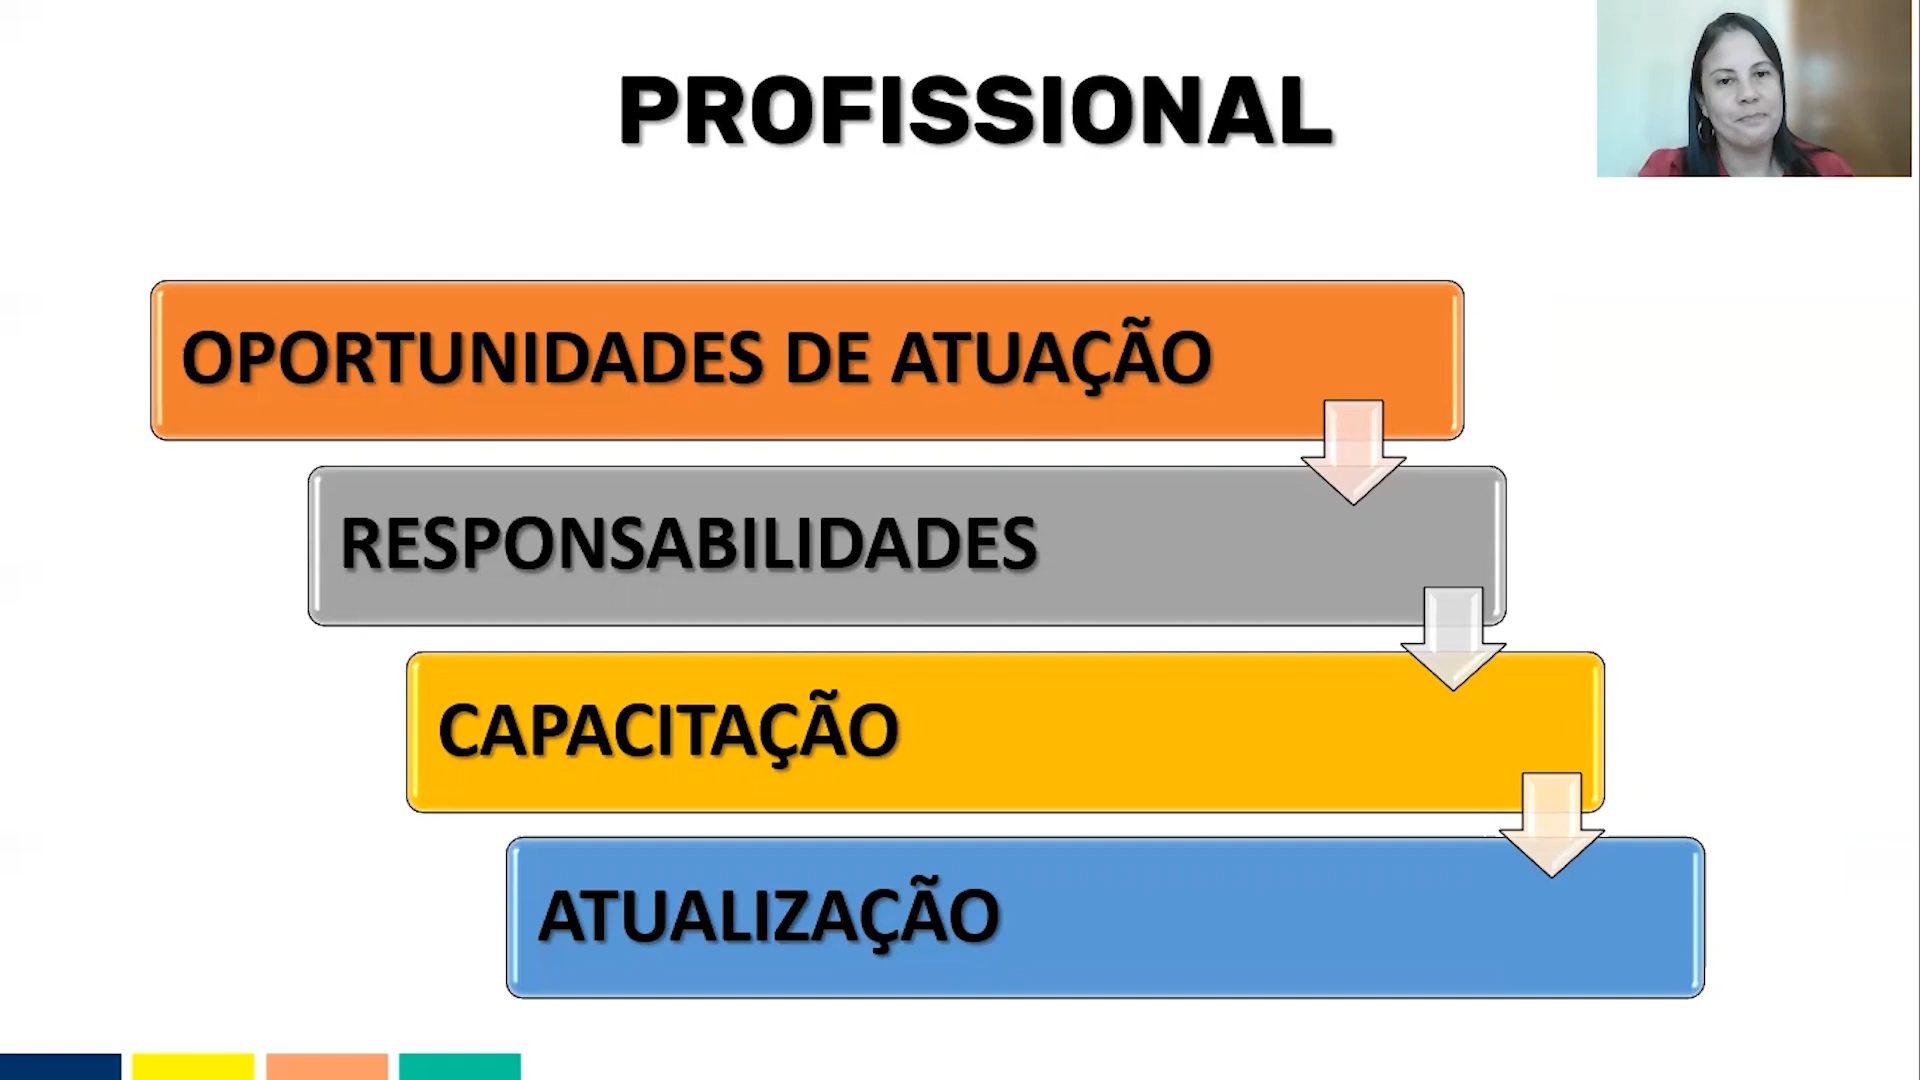 PROFISSIONAL
OPORTUNIDADES DE ATUAÇÃO
RESPONSABILIDADES
CAPACITAÇÃO
ATUALIZAÇÃO